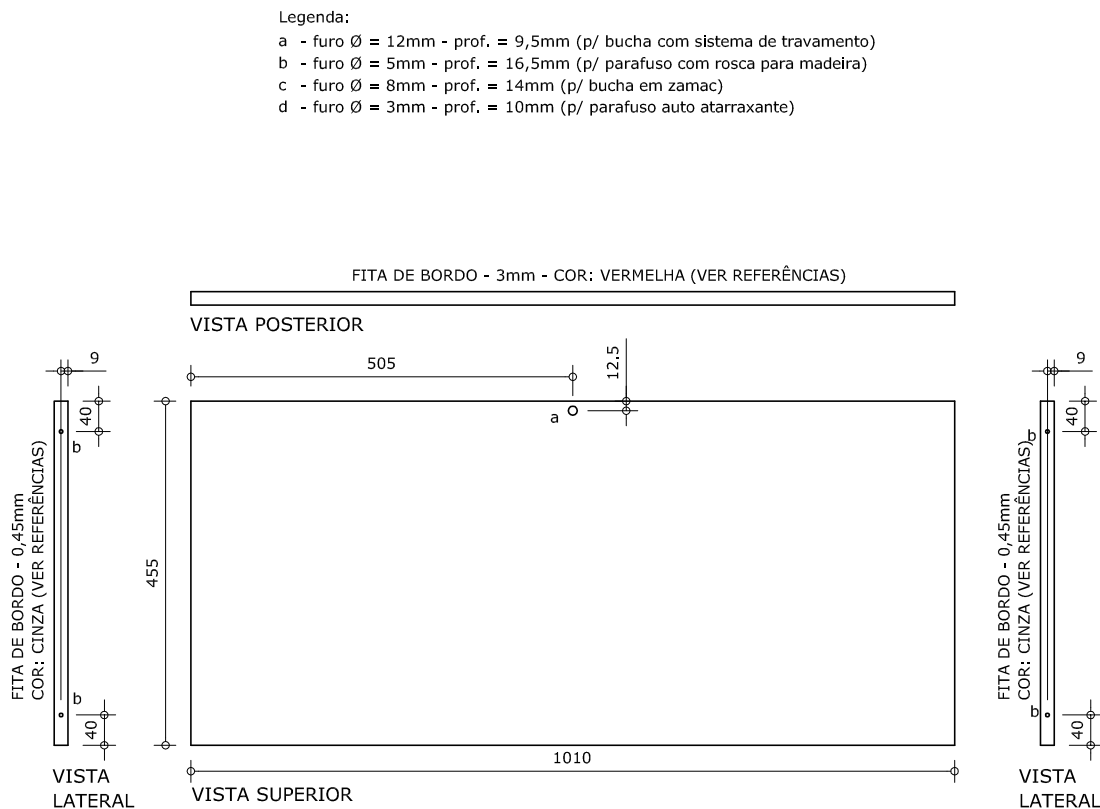 Legenda:
a - furo Ø = 12mm - prof. = 9,5mm (p/ bucha com sistema de travamento)
b - furo Ø = 5mm - prof. = 16,5mm (p/ parafuso com rosca para madeira)
c - furo Ø = 8mm - prof. = 14mm (p/ bucha em zamac)
d - furo Ø = 3mm - prof. = 10mm (p/ parafuso auto atarraxante)
FITA DE BORDO - 3mm - COR: VERMELHA (VER REFERÊNCIAS)
VISTA POSTERIOR
9
505
12.5
9
40
a
40
b
b
FITA DE BORDO - 0,45mm
COR: CINZA (VER REFERÊNCIAS)
455
FITA DE BORDO - 0,45mm
COR: CINZA (VER REFERÊNCIAS)
b
b
40
40
1010
VISTA
LATERAL
VISTA SUPERIOR
VISTA
LATERAL